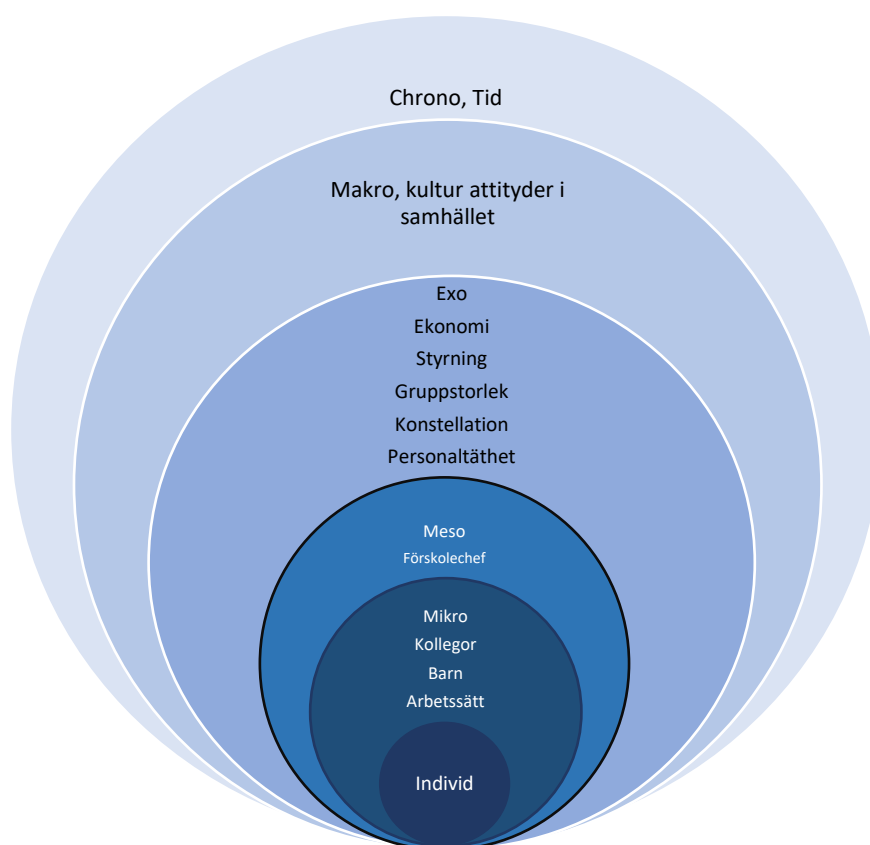 Chrono, Tid
Makro, kultur attityder i
samhället
Exo
Ekonomi
Styrning
Gruppstorlek
Konstellation
Personaltäthet
Meso
Förskolechef
Mikro
Kollegor
Barn
Arbetssätt
Individ